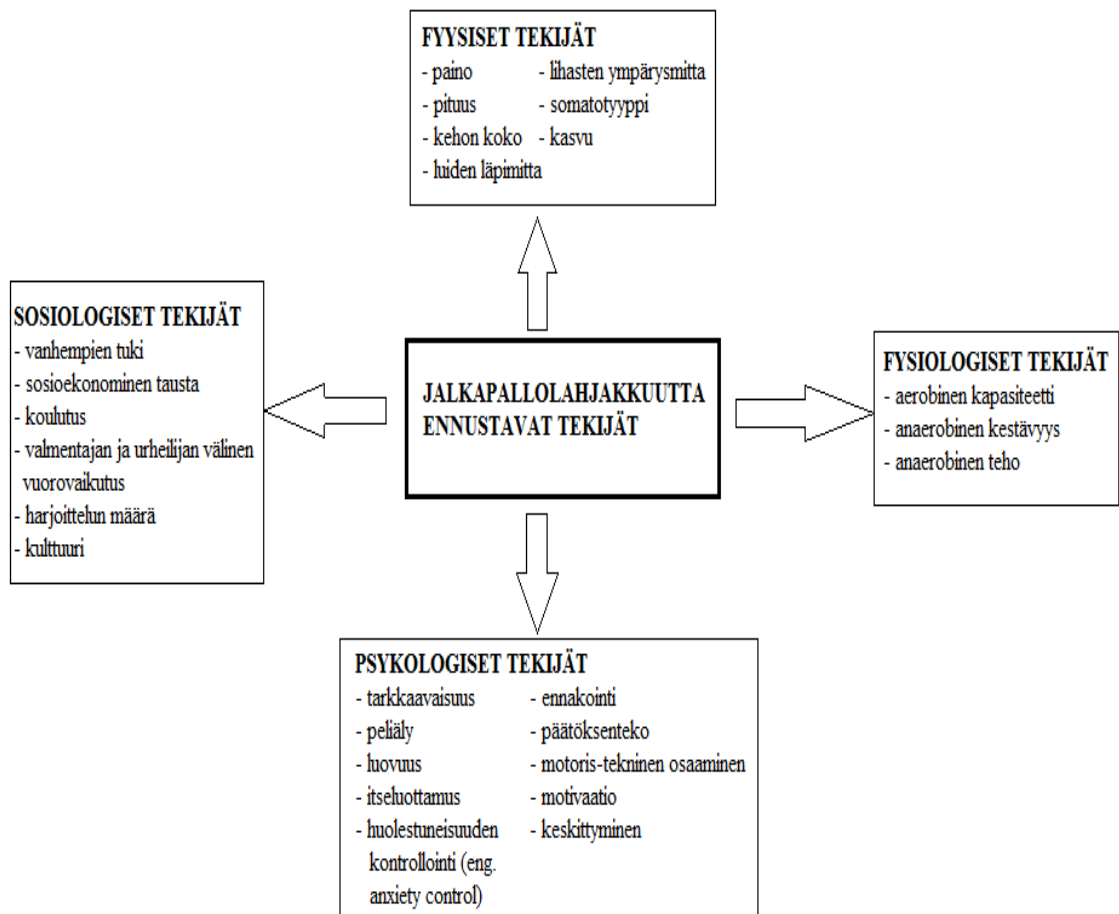 FYYSISET TEKIJÄT
- paino - lihasten ympärysmitta
- pituus - somatotyyppi
- kehon koko - kasvu
- luiden läpimitta
SOSIOLOGISET TEKIJÄT
- vanhempien tuki
- sosioekonominen tausta
- koulutus
- valmentajan ja urheilijan välinen
vuorovaikutus
- harjoittelun määrä
- kulttuuri
JALKAPALLOLAHJAKKUUTTA
ENNUSTAVAT TEKIJÄT
FYSIOLOGISET TEKIJÄT
- aerobinen kapasiteetti
- anaerobinen kestävyys
- anaerobinen teho
PSYKOLOGISET TEKIJÄT
- tarkkaavaisuus - ennakointi
- peliäly - päätöksenteko
- luovuus - motoris-tekninen osaaminen
- itseluottamus - motivaatio
- huolestuneisuuden - keskittyminen
kontrollointi (eng.
anxiety control)